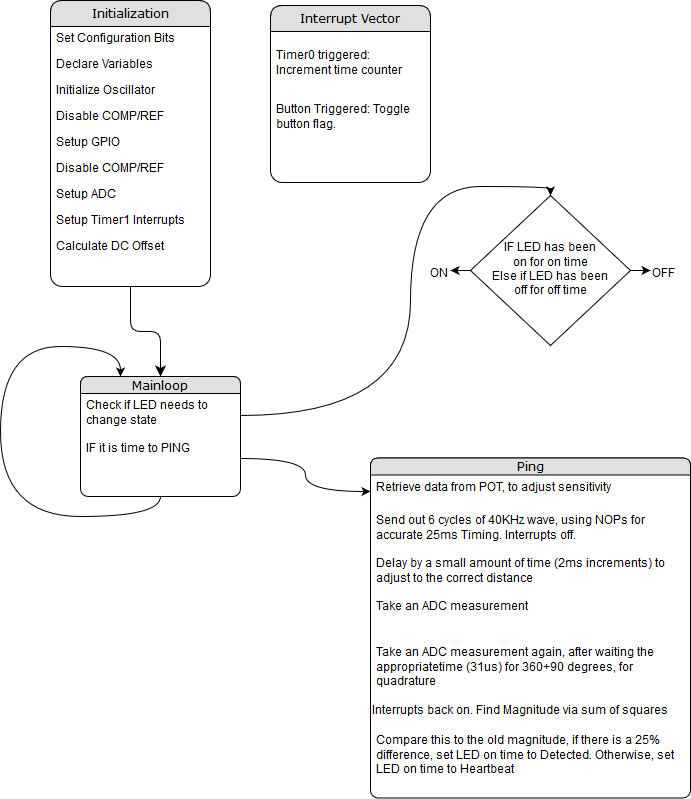 Initialization
Set Configuration Bits
Declare Variables
Initialize Oscillator
Disable COMP/REF
Setup GPIO
Disable COMP/REF
Setup ADC
Setup Timer1 Interrupts
Calculate DC Offset
Interrupt Vector
Timer0 triggered:
Increment time counter
Button Triggered: Toggle
button flag.
IF LED has been
on for on time
Else if LED has been
off for off time
ON
OFF
Mainloop
Check if LED needs to
change state
IF it is time to PING
Ping
Retrieve data from POT, to adjust sensitivity
Send out 6 cycles of 40KHz wave, using NOPs for
accurate 25ms Timing. Interrupts off.
Delay by a small amount of time (2ms increments) to
adjust to the correct distance
Take an ADC measurement
Take an ADC measurement again, after waiting the
appropriatetime (31us) for 360+90 degrees, for
quadrature
Interrupts back on. Find Magnitude via sum of squares
Compare this to the old magnitude, if there is a 25%
difference, set LED on time to Detected. Otherwise, set
LED on time to Heartbeat